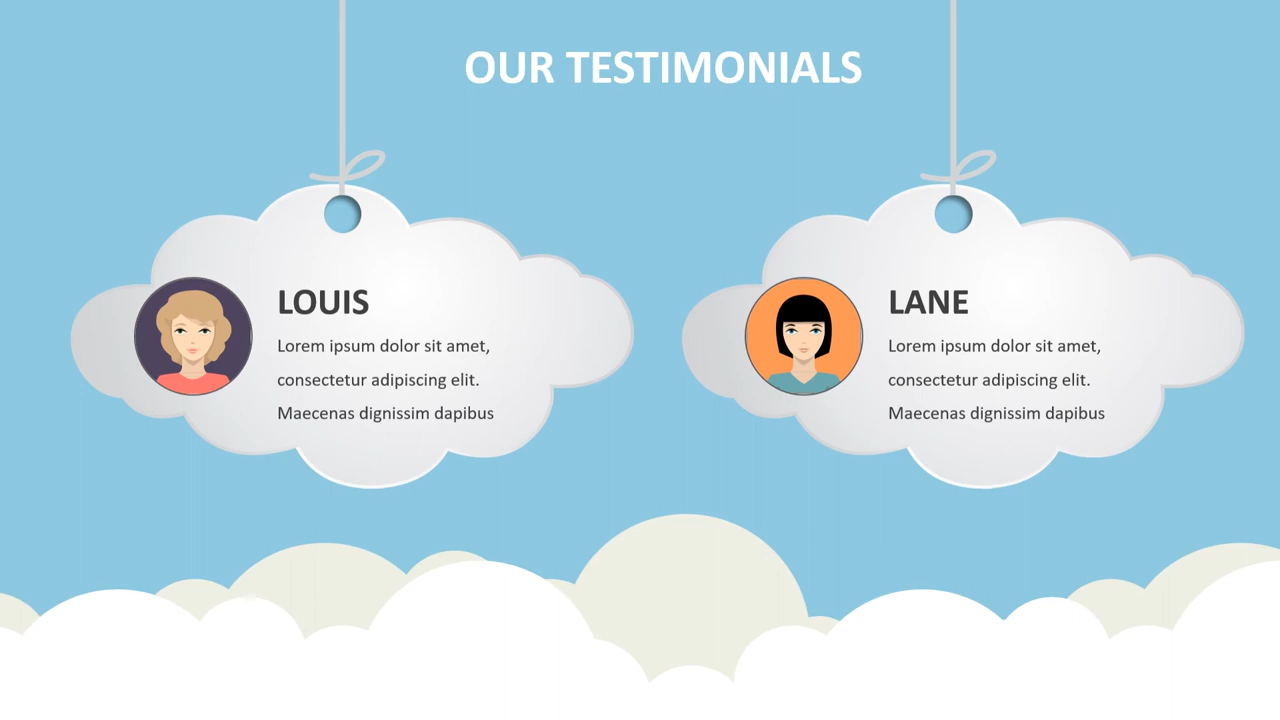 OUR TESTIMONIALS
LOUIS
Lorem ipsum dolor sit amet,
consectetur adipiscing elit.
Maecenas dignissim dapibus
LANE
Lorem ipsum dolor sit amet,
consectetur adipiscing elit.
Maecenas dignissim dapibus